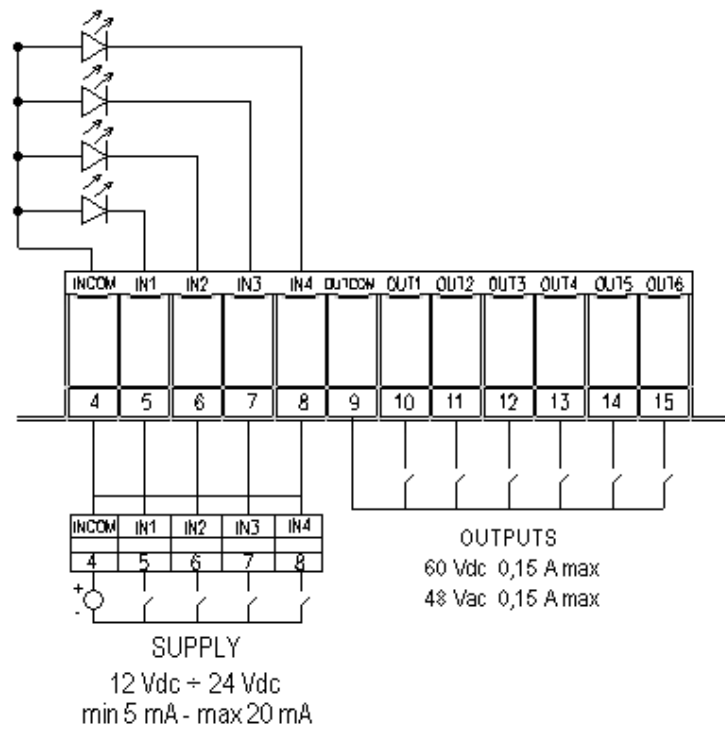 INCOM IN1 IN2 IN3 IN4 OUTCOM OUT1 OUT2 OUT3 OUT4 OUT5 OUT6
4 5 6 7 8 9 10 11 12 13 14 15
INCOM IN1 IN2 IN3 IN4
4 5 6 7 8
+
-
SUPPLY
12 Vdc ÷ 24 Vdc
min 5 mA - max 20 mA
OUTPUTS
60 Vdc 0,15 A max
48 Vac 0,15 A max